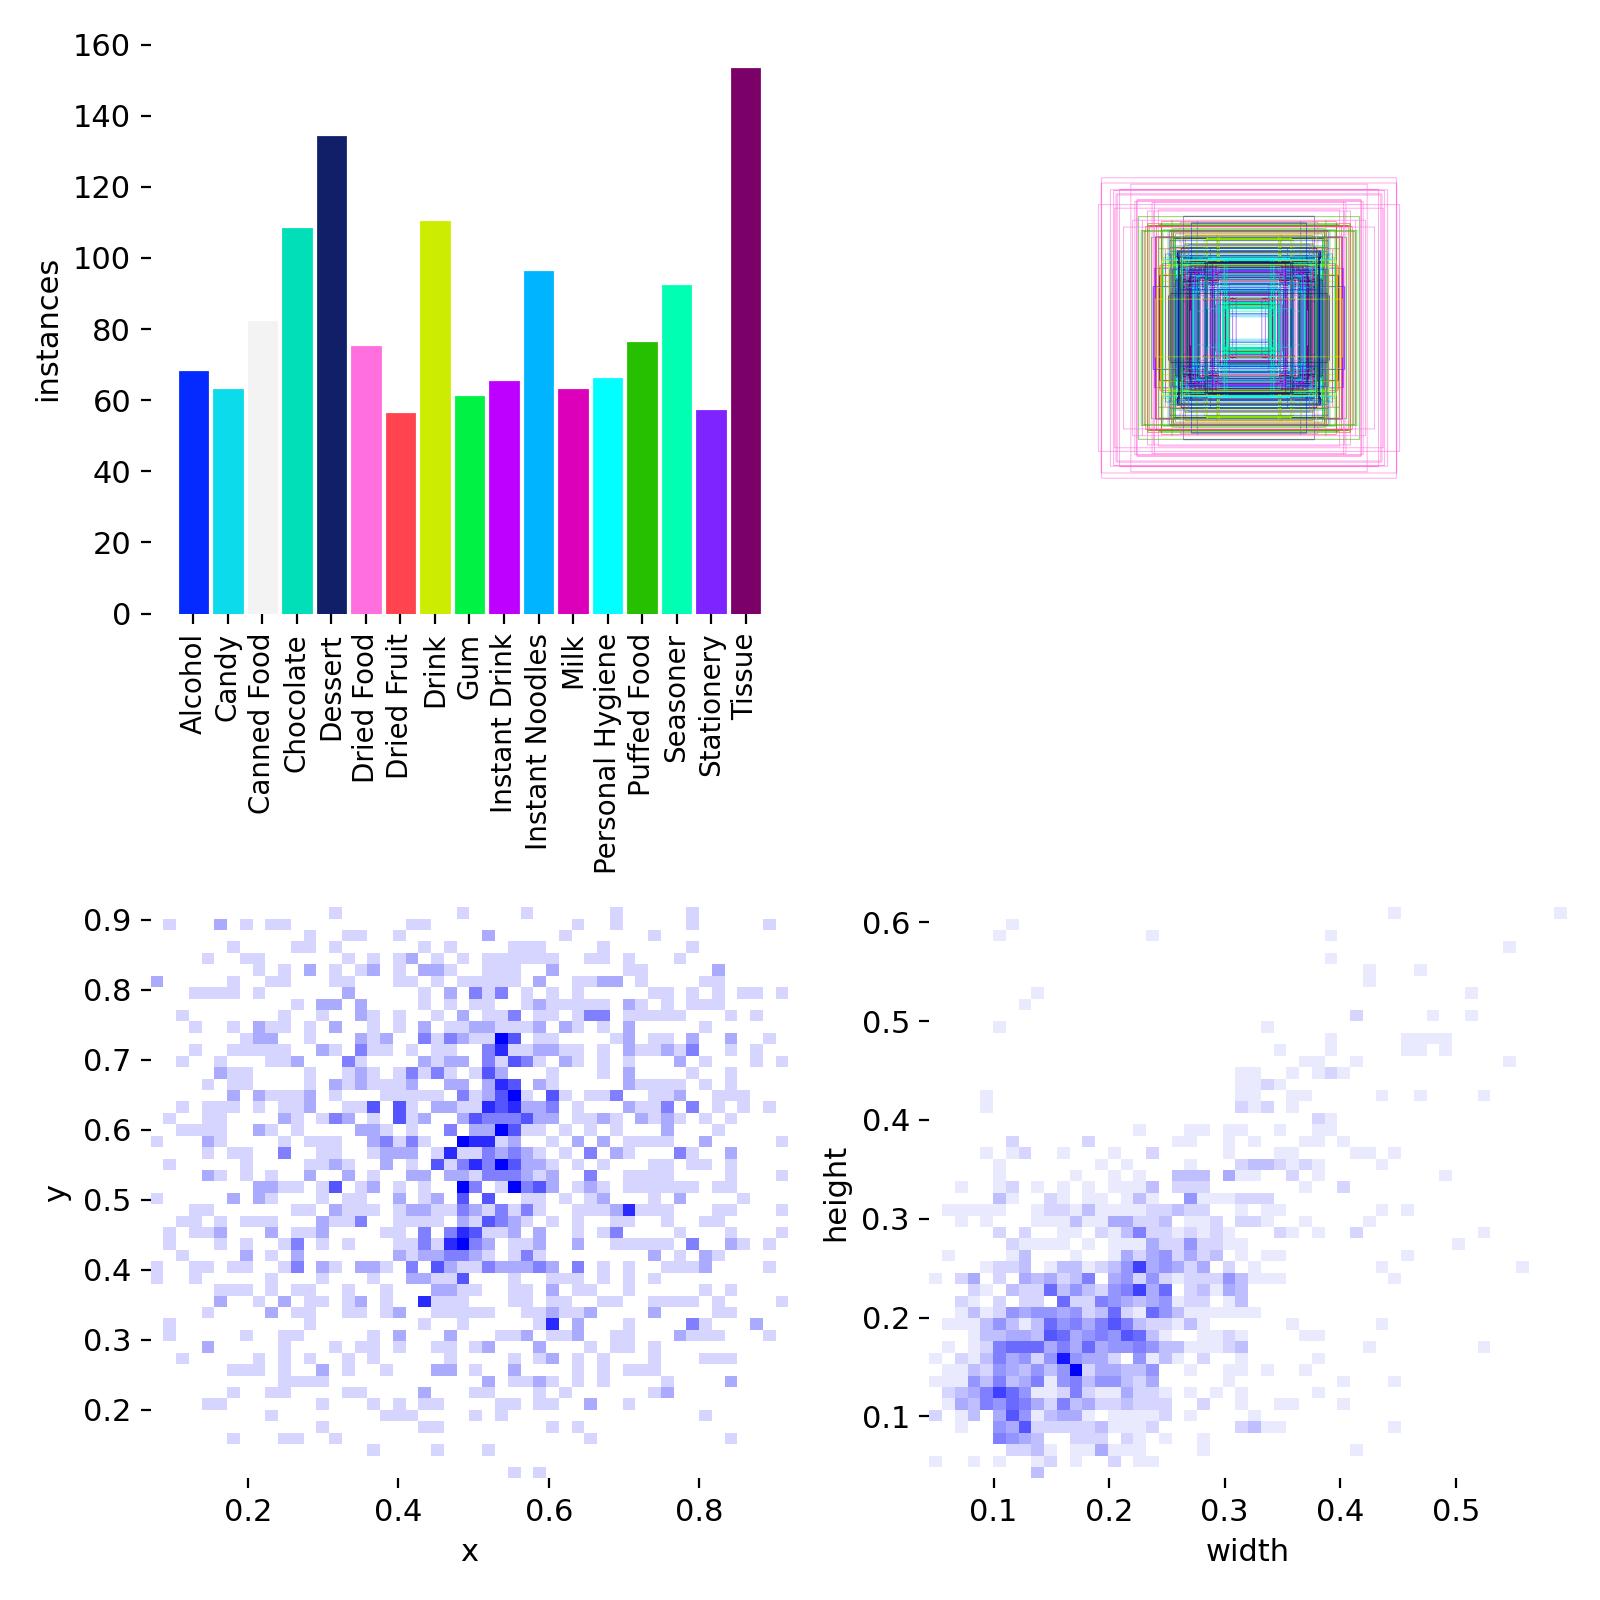 160
140
120
100
80
60
40
20
0
instances
Alcohol
Candy
Canned Food
Chocolate
Dessert
Dried Food
Dried Fruit
Drink
Gum
Instant Drink
Instant Noodles
Milk
Personal Hygiene
Puffed Food
Seasoner
Stationery
Tissue
0.9
0.8
0.7
0.6
0.5
0.4
0.3
0.2
y
0.2 0.4 0.6 0.8
x
0.6
0.5
0.4
0.3
0.2
0.1
height
0.1 0.2 0.3 0.4 0.5
width